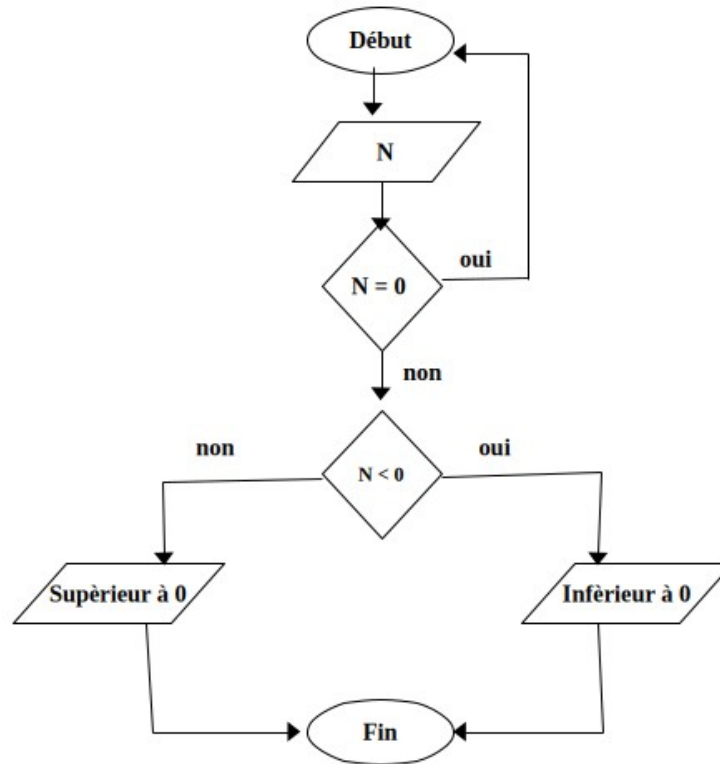 Début
N
N = 0
oui
non
N < 0
non
oui
Supèrieur à 0
Infèrieur à 0
Fin